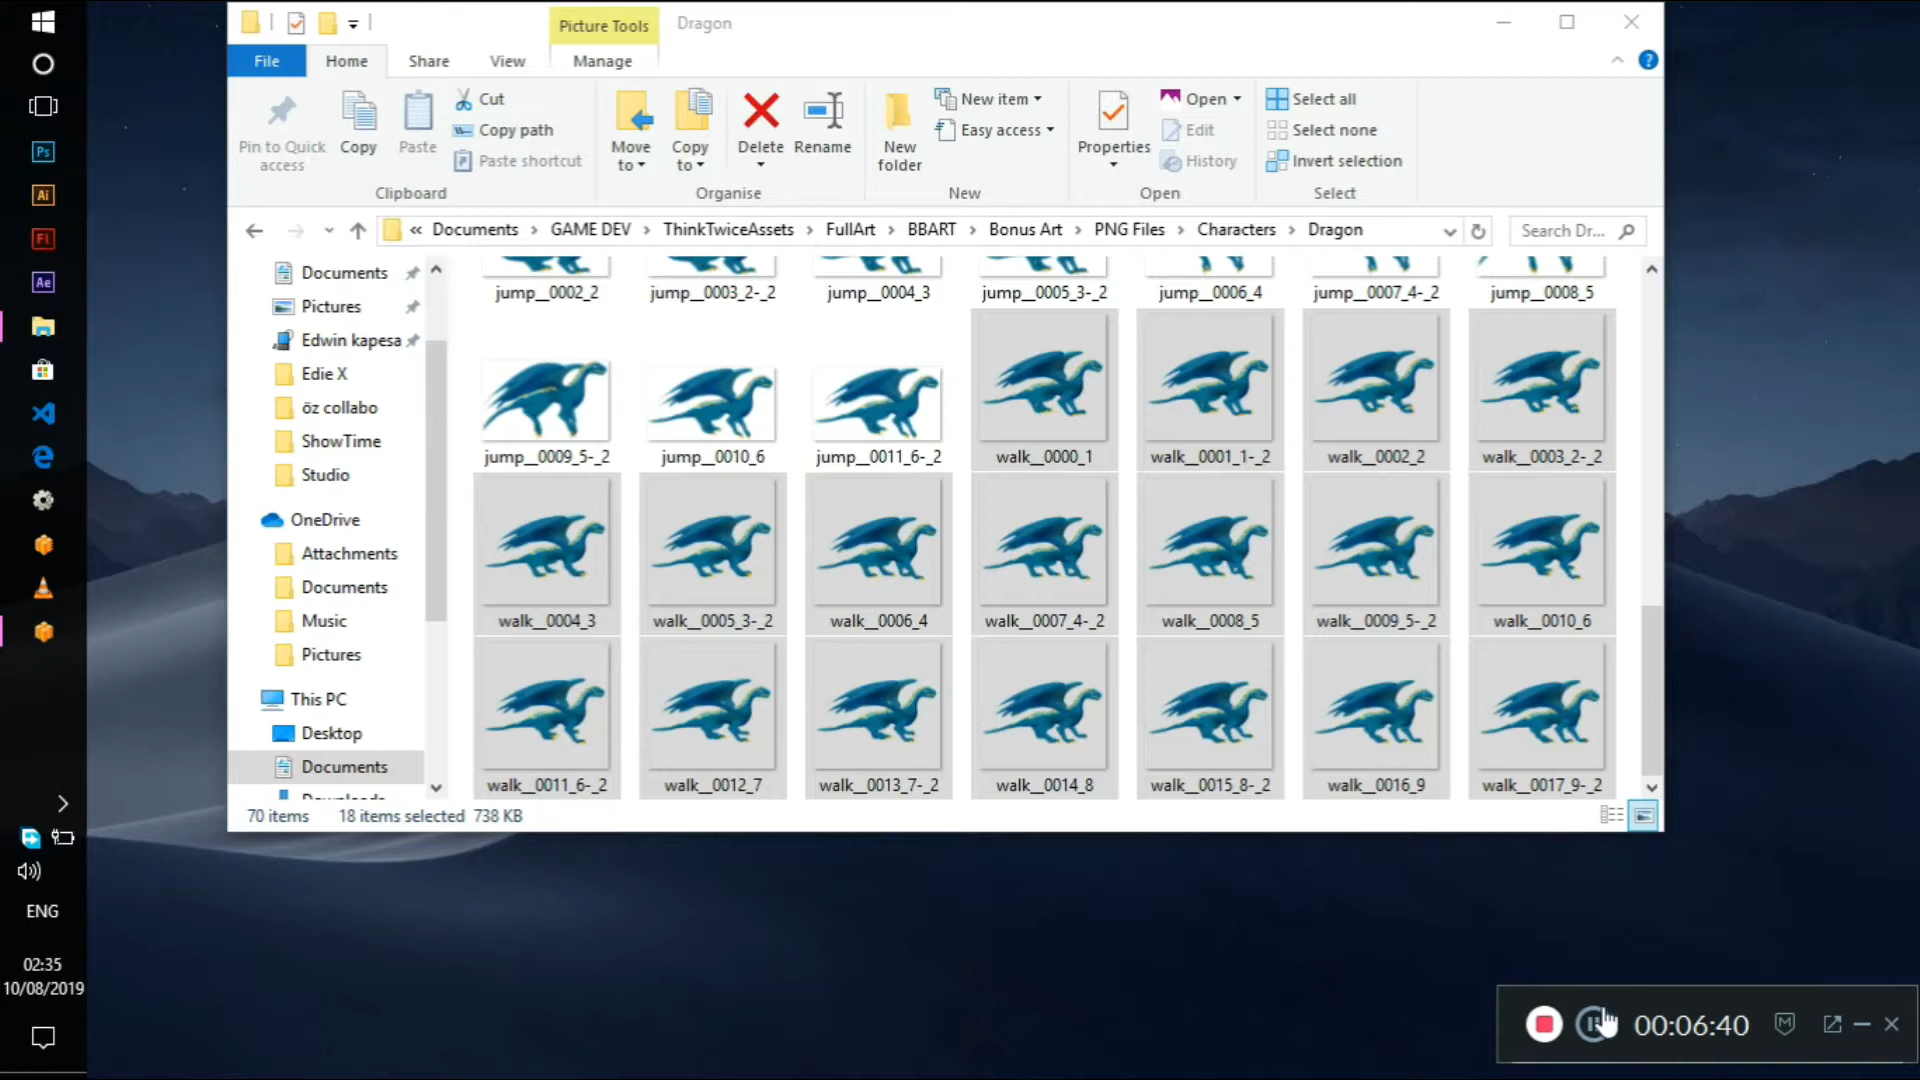 Picture Tools
Dragon
File
Home
Share
View
Manage
Pin to Quick access
Copy
Paste
Cut
Copy path
Paste shortcut
Clipboard
Move to
Copy to
Delete
Rename
Organise
New folder
New item
Easy access
New
Properties
Open
Edit
History
Open
Select all
Select none
Invert selection
Select
« Documents > GAME DEV > ThinkTwiceAssets > FullArt > BBART > Bonus Art > PNG Files > Characters > Dragon
Search Dr...
Documents
Pictures
Edwin kapesa
Edie X
öz collabo
ShowTime
Studio
OneDrive
Attachments
Documents
Music
Pictures
This PC
Desktop
Documents
Downloads
jump__0002_2 jump__0003_2-_2 jump__0004_3 jump__0005_3-_2 jump__0006_4 jump__0007_4-_2 jump__0008_5
jump__0009_5-_2 jump__0010_6 jump__0011_6-_2 walk__0000_1 walk__0001_1-_2 walk__0002_2 walk__0003_2-_2
walk__0004_3 walk__0005_3-_2 walk__0006_4 walk__0007_4-_2 walk__0008_5 walk__0009_5-_2 walk__0010_6
walk__0011_6-_2 walk__0012_7 walk__0013_7-_2 walk__0014_8 walk__0015_8-_2 walk__0016_9 walk__0017_9-_2
70 items 18 items selected 738 KB
Ps
Ai
Fl
Ae
ENG
02:35
10/08/2019
00:06:40